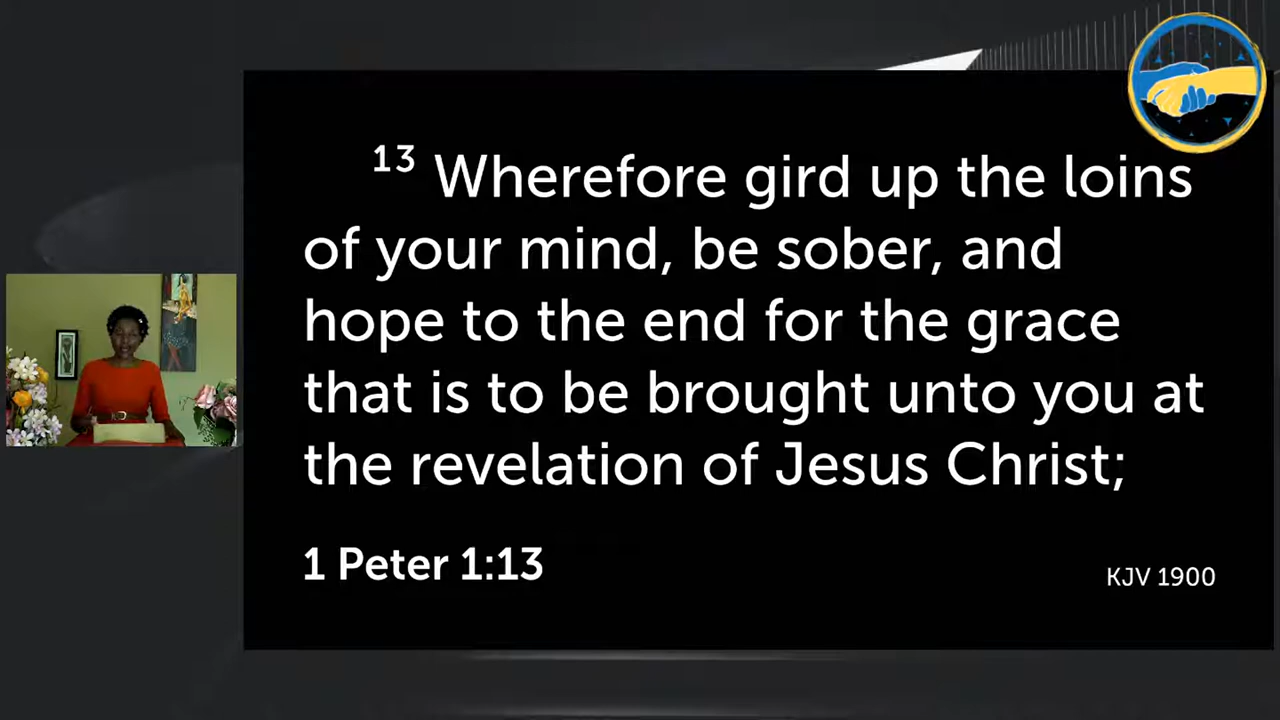 13 Wherefore gird up the loins
of your mind, be sober, and
hope to the end for the grace
that is to be brought unto you at
the revelation of Jesus Christ;
1 Peter 1:13
KJV 1900